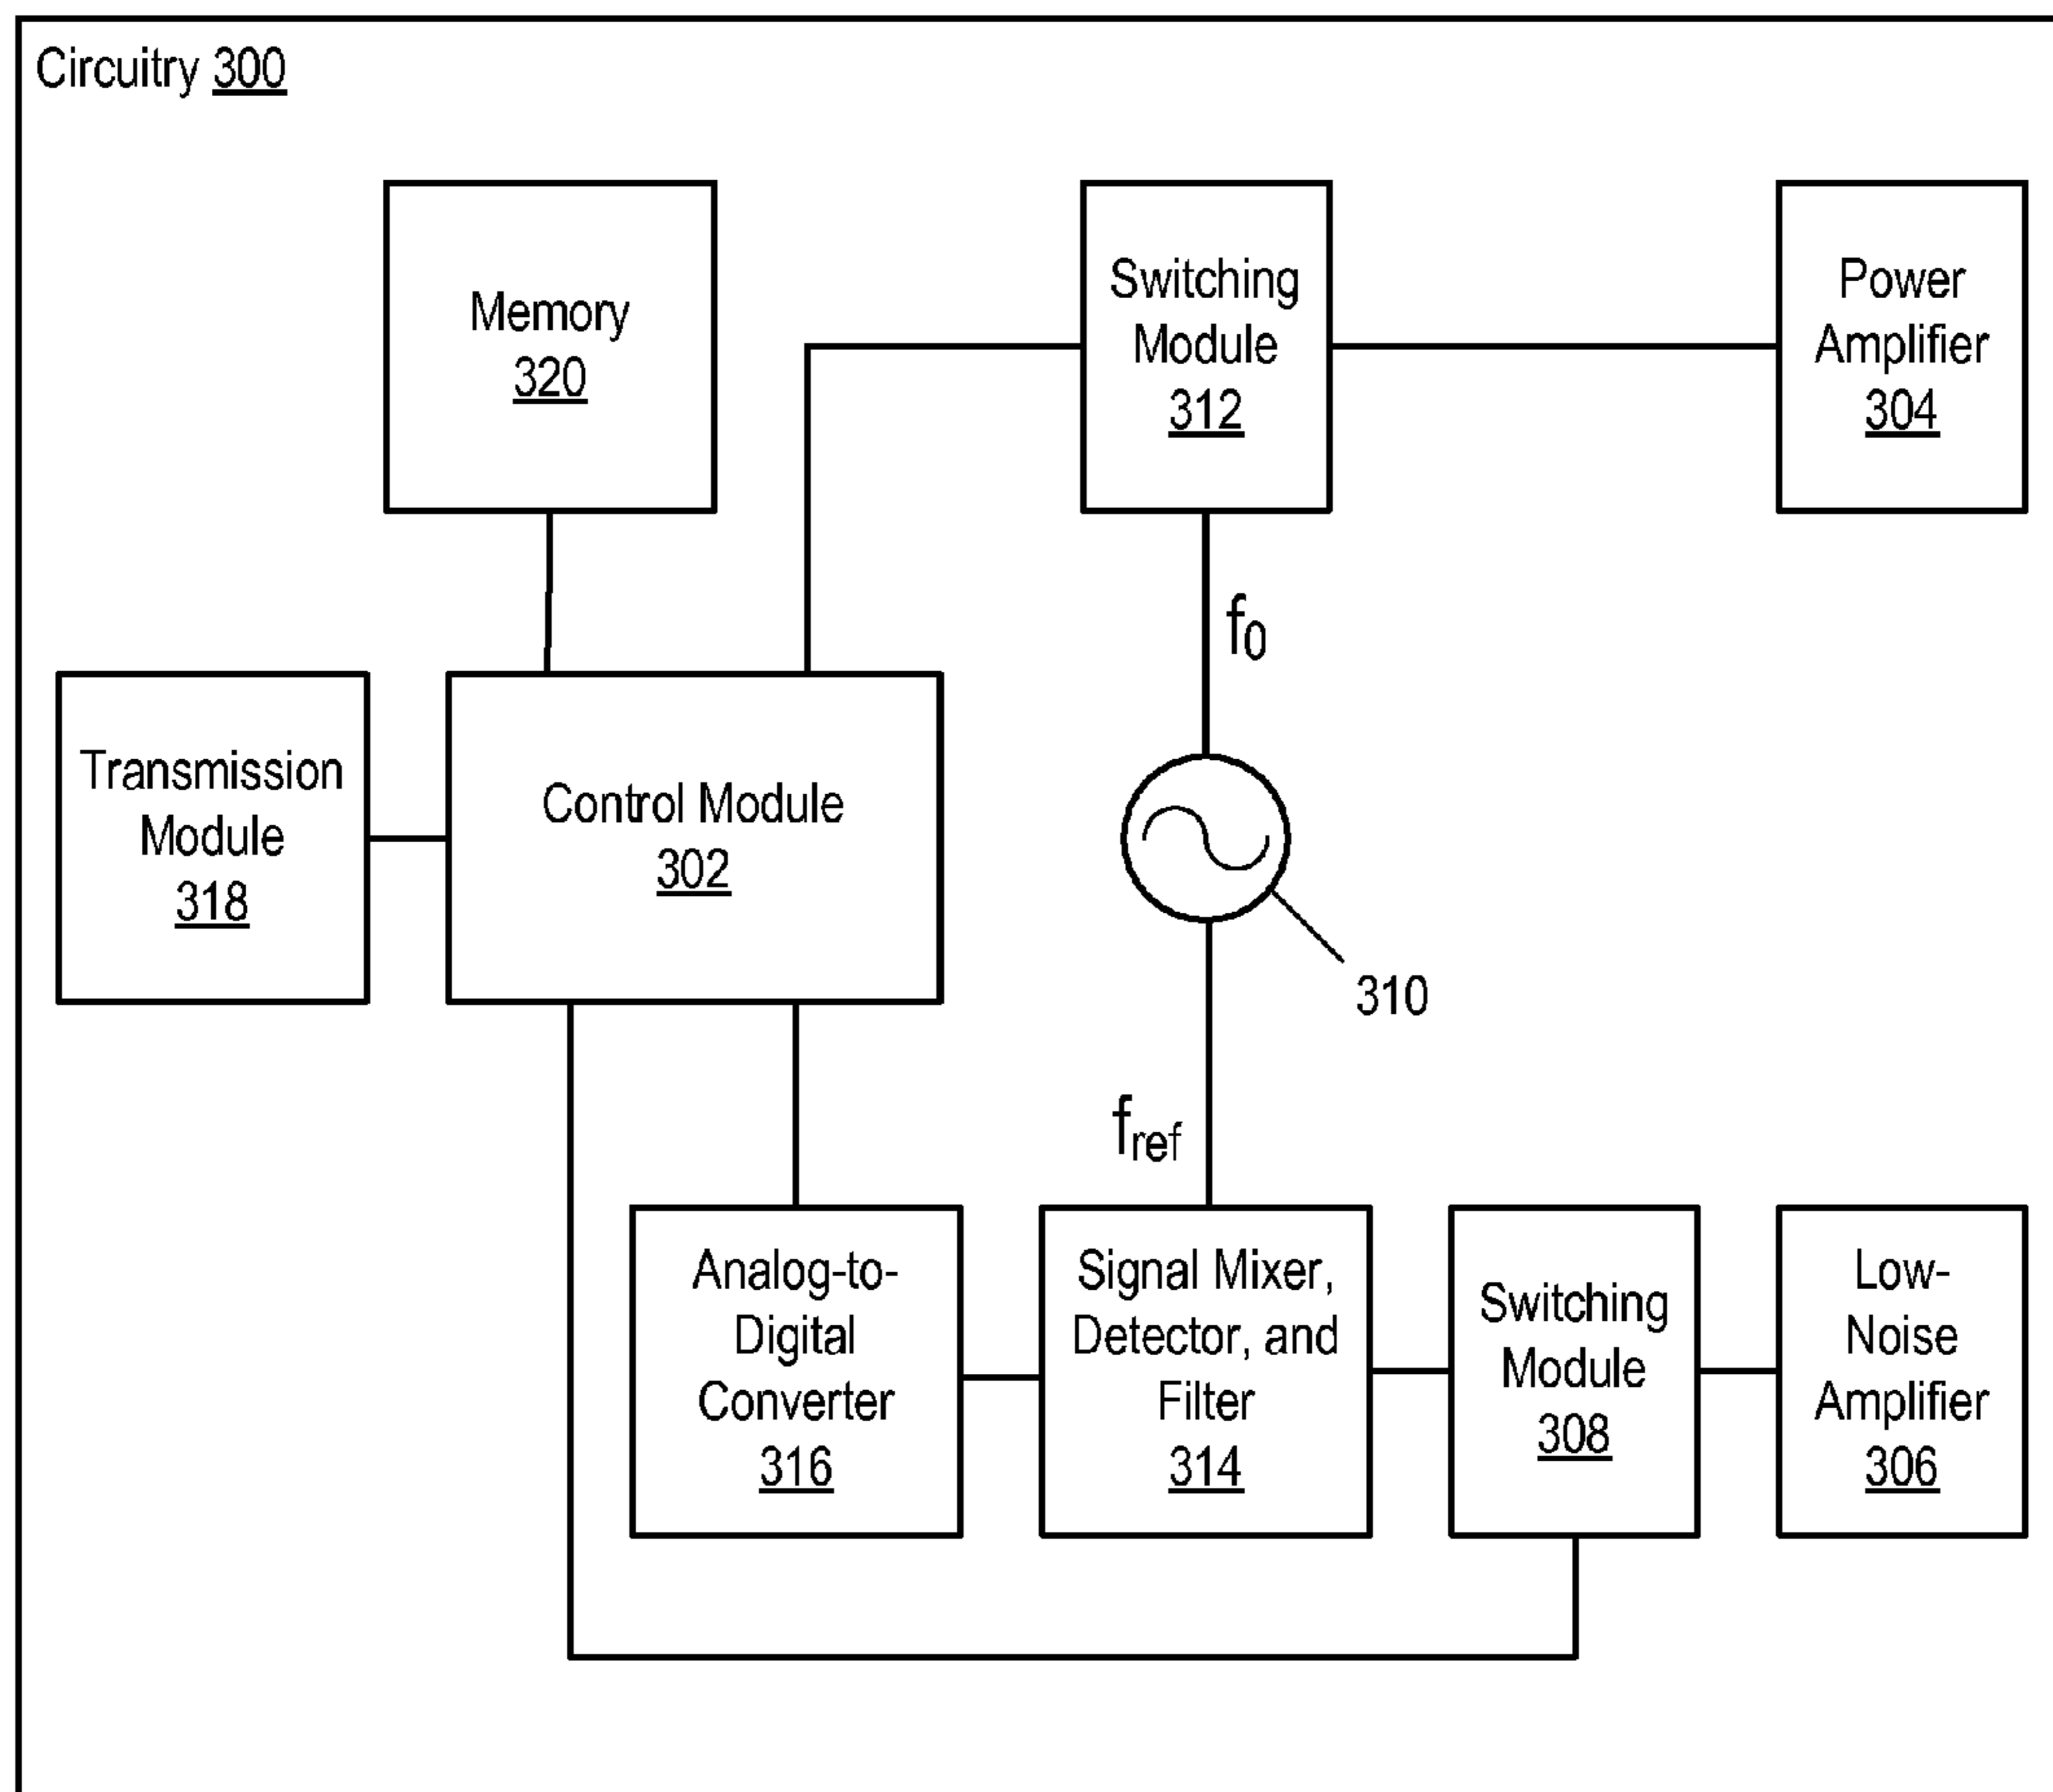 Circuitry 300
Memory
320
Switching
Module
312
Power
Amplifier
304
f0
Transmission
Module
318
Control Module
302
310
fref
Analog-to-
Digital
Converter
316
Signal Mixer,
Detector, and
Filter
314
Switching
Module
308
Low-
Noise
Amplifier
306